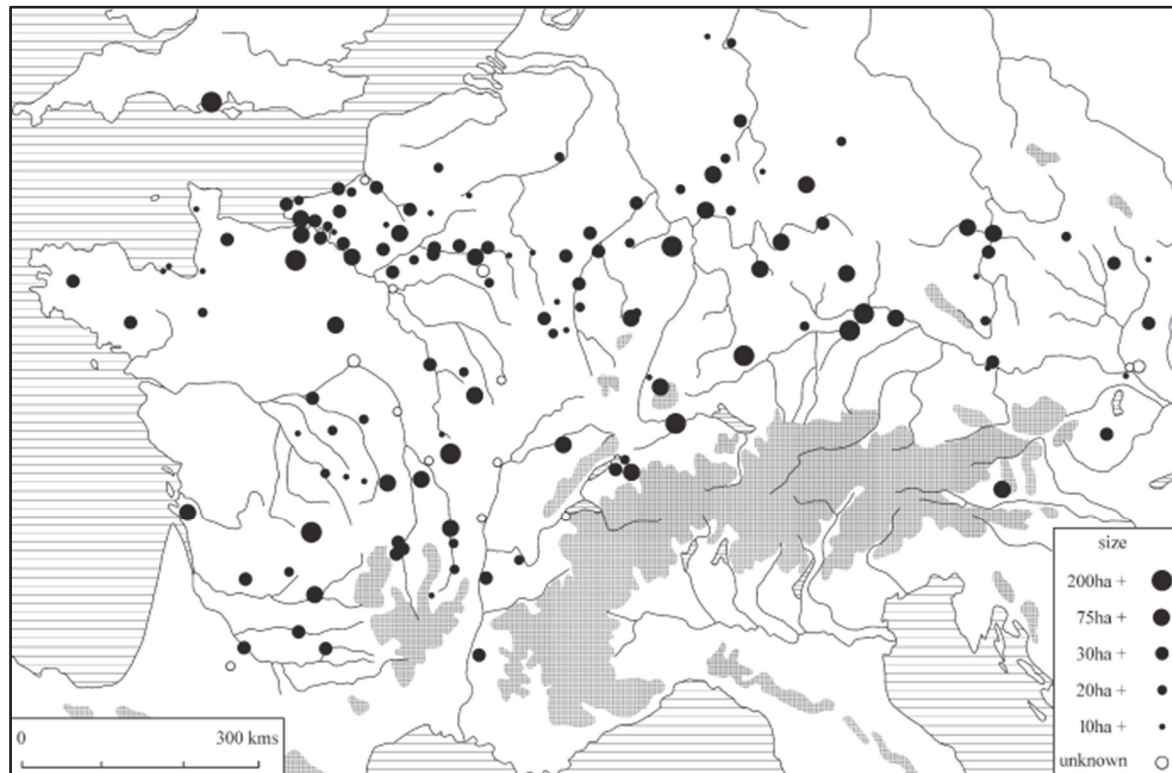 size
200ha +
75ha +
30ha +
20ha +
10ha +
unknown
0 300 kms